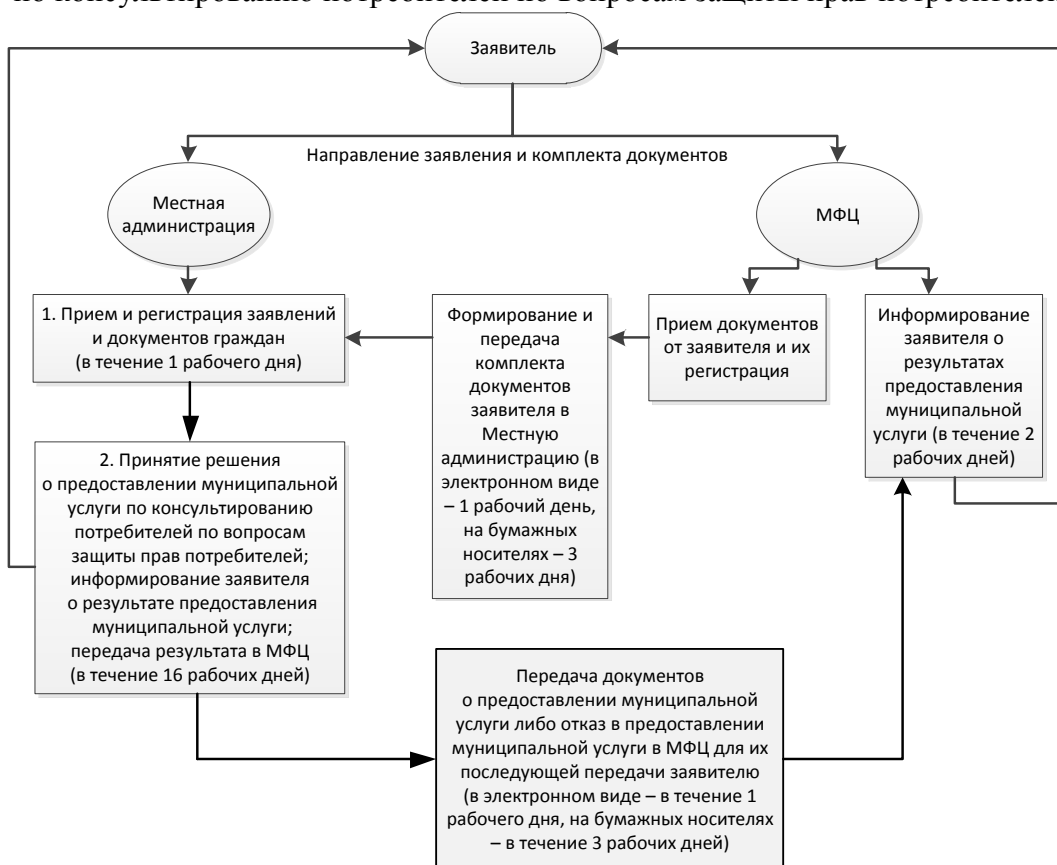 по консультированию потребителей по вопросам защиты прав потребителей
Заявитель
Направление заявления и комплекта документов
Местная
администрация
МФЦ
1. Прием и регистрация заявлений
и документов граждан
(в течение 1 рабочего дня)
Формирование и
передача
комплекта
документов
заявителя в
Местную
администрацию (в
электронном виде
– 1 рабочий день,
на бумажных
носителях – 3
рабочих дня)
Прием документов
от заявителя и их
регистрация
Информирование
заявителя о
результатах
предоставления
муниципальной
услуги (в течение 2
рабочих дней)
2. Принятие решения
о предоставлении муниципальной
услуги по консультированию
потребителей по вопросам
защиты прав потребителей;
информирование заявителя
о результате предоставления
муниципальной услуги;
передача результата в МФЦ
(в течение 16 рабочих дней)
Передача документов
о предоставлении муниципальной
услуги либо отказ в предоставлении
муниципальной услуги в МФЦ для их
последующей передачи заявителю
(в электронном виде – в течение 1
рабочего дня, на бумажных носителях
– в течение 3 рабочих дней)